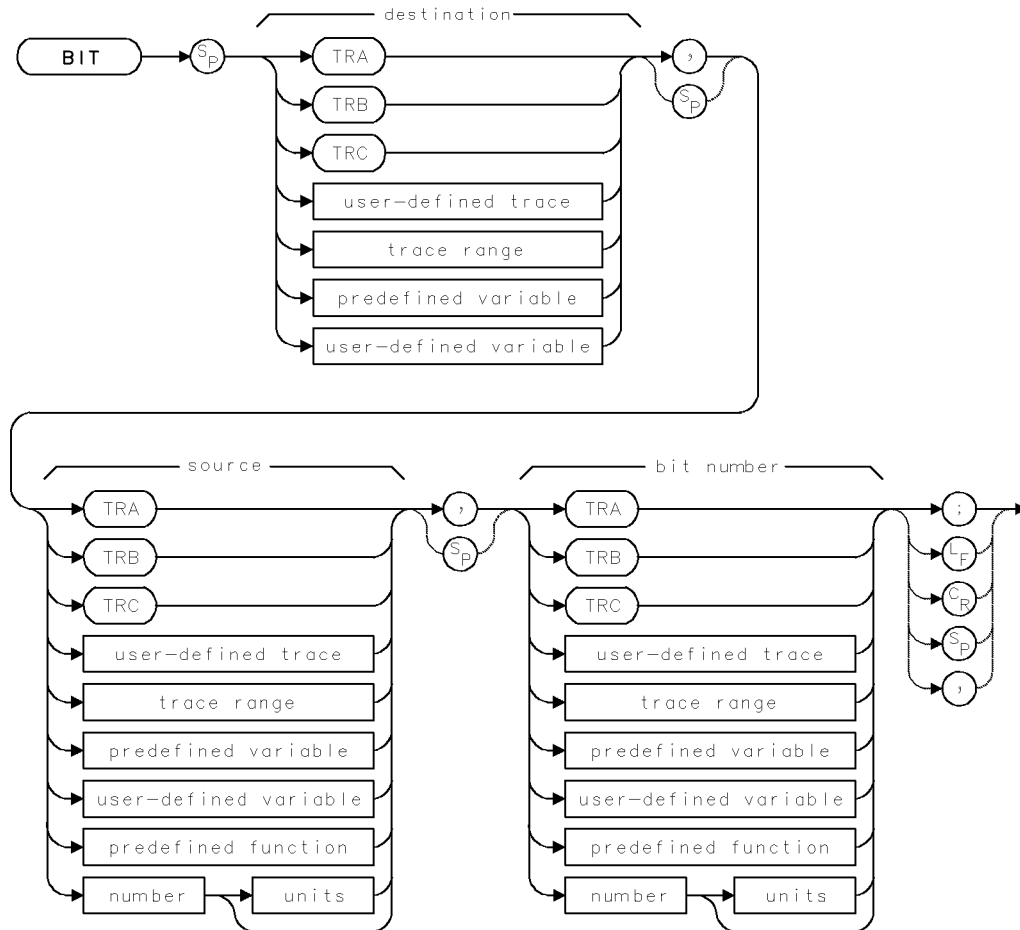 destination
BIT
SP
TRA
,
TRB
SP
TRC
user-defined trace
trace range
predefined variable
user-defined variable
source
TRA
,
TRB
SP
TRC
user-defined trace
trace range
predefined variable
user-defined variable
predefined function
number
units
bit number
TRA
;
TRB
LF
TRC
CR
user-defined trace
SP
trace range
,
predefined variable
user-defined variable
predefined function
number
units